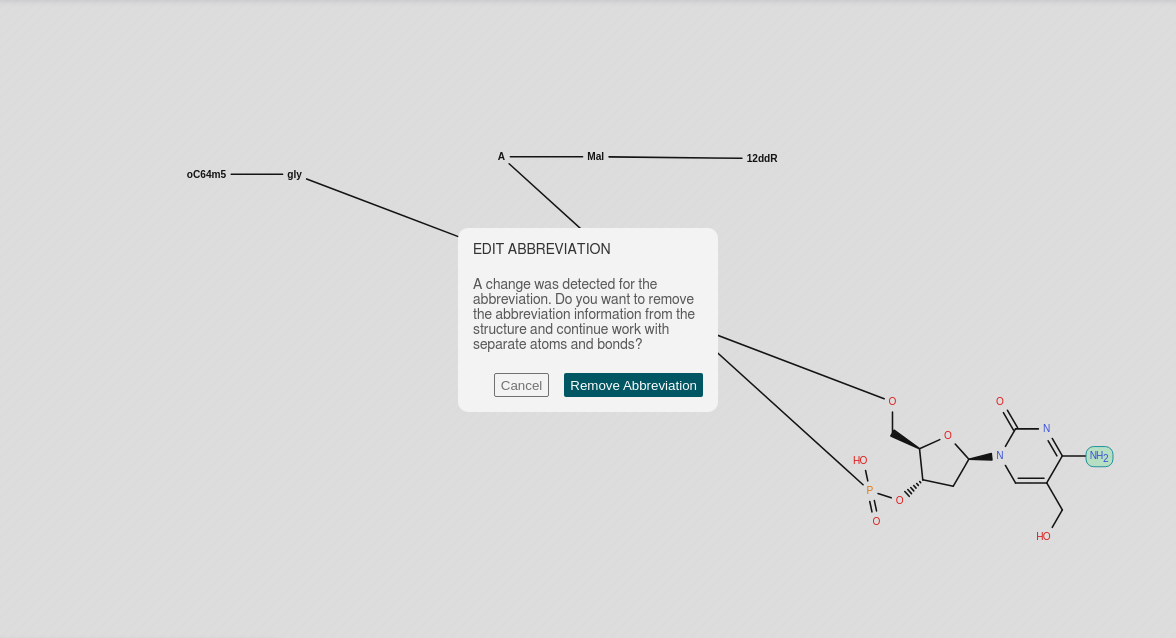 A Mal 12ddR
oC64m5 gly
EDIT ABBREVIATION
A change was detected for the
abbreviation. Do you want to remove
the abbreviation information from the
structure and continue work with
separate atoms and bonds?
Cancel Remove Abbreviation
O O
N
O
N NH2
HO
P O
O
HO